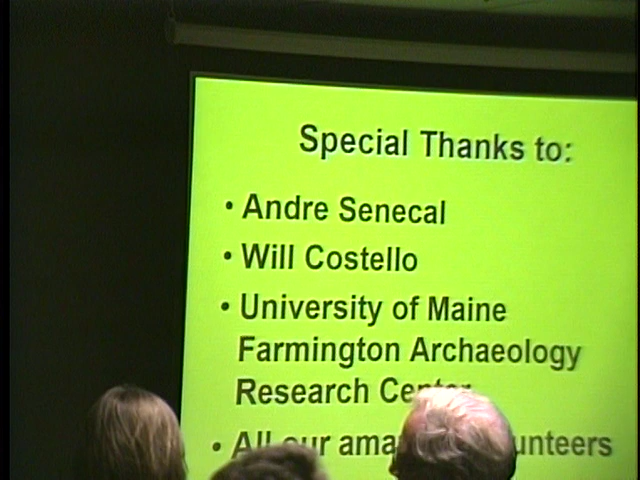 Special Thanks to:
• Andre Senecal
• Will Costello
• University of Maine
Farmington Archaeology
Research Center
• All our